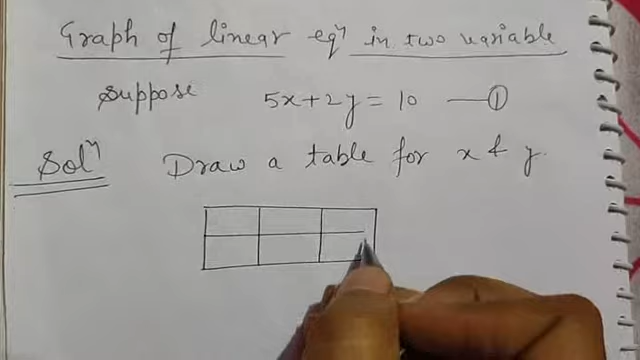 Graph of linear eqⁿ in two variable
Suppose 5x+2y = 10 —①
Solⁿ Draw a table for x & y.